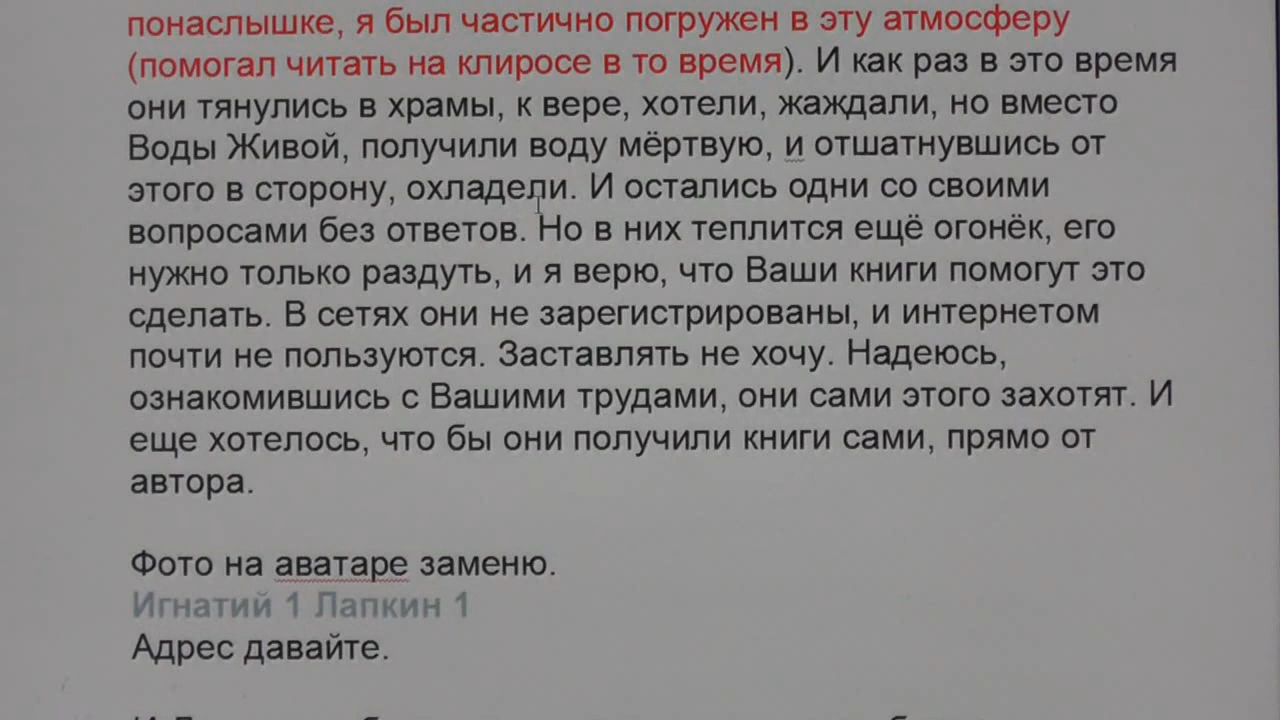 понаслышке, я был частично погружен в эту атмосферу
(помогал читать на клиросе в то время). И как раз в это время
они тянулись в храмы, к вере, хотели, жаждали, но вместо
Воды Живой, получили воду мёртвую, и отшатнувшись от
этого в сторону, охладели. И остались одни со своими
вопросами без ответов. Но в них теплится ещё огонёк, его
нужно только раздуть, и я верю, что Ваши книги помогут это
сделать. В сетях они не зарегистрированы, и интернетом
почти не пользуются. Заставлять не хочу. Надеюсь,
ознакомившись с Вашими трудами, они сами этого захотят. И
еще хотелось, что бы они получили книги сами, прямо от
автора.
Фото на аватаре заменю.
Игнатий 1 Лапкин 1
Адрес давайте.